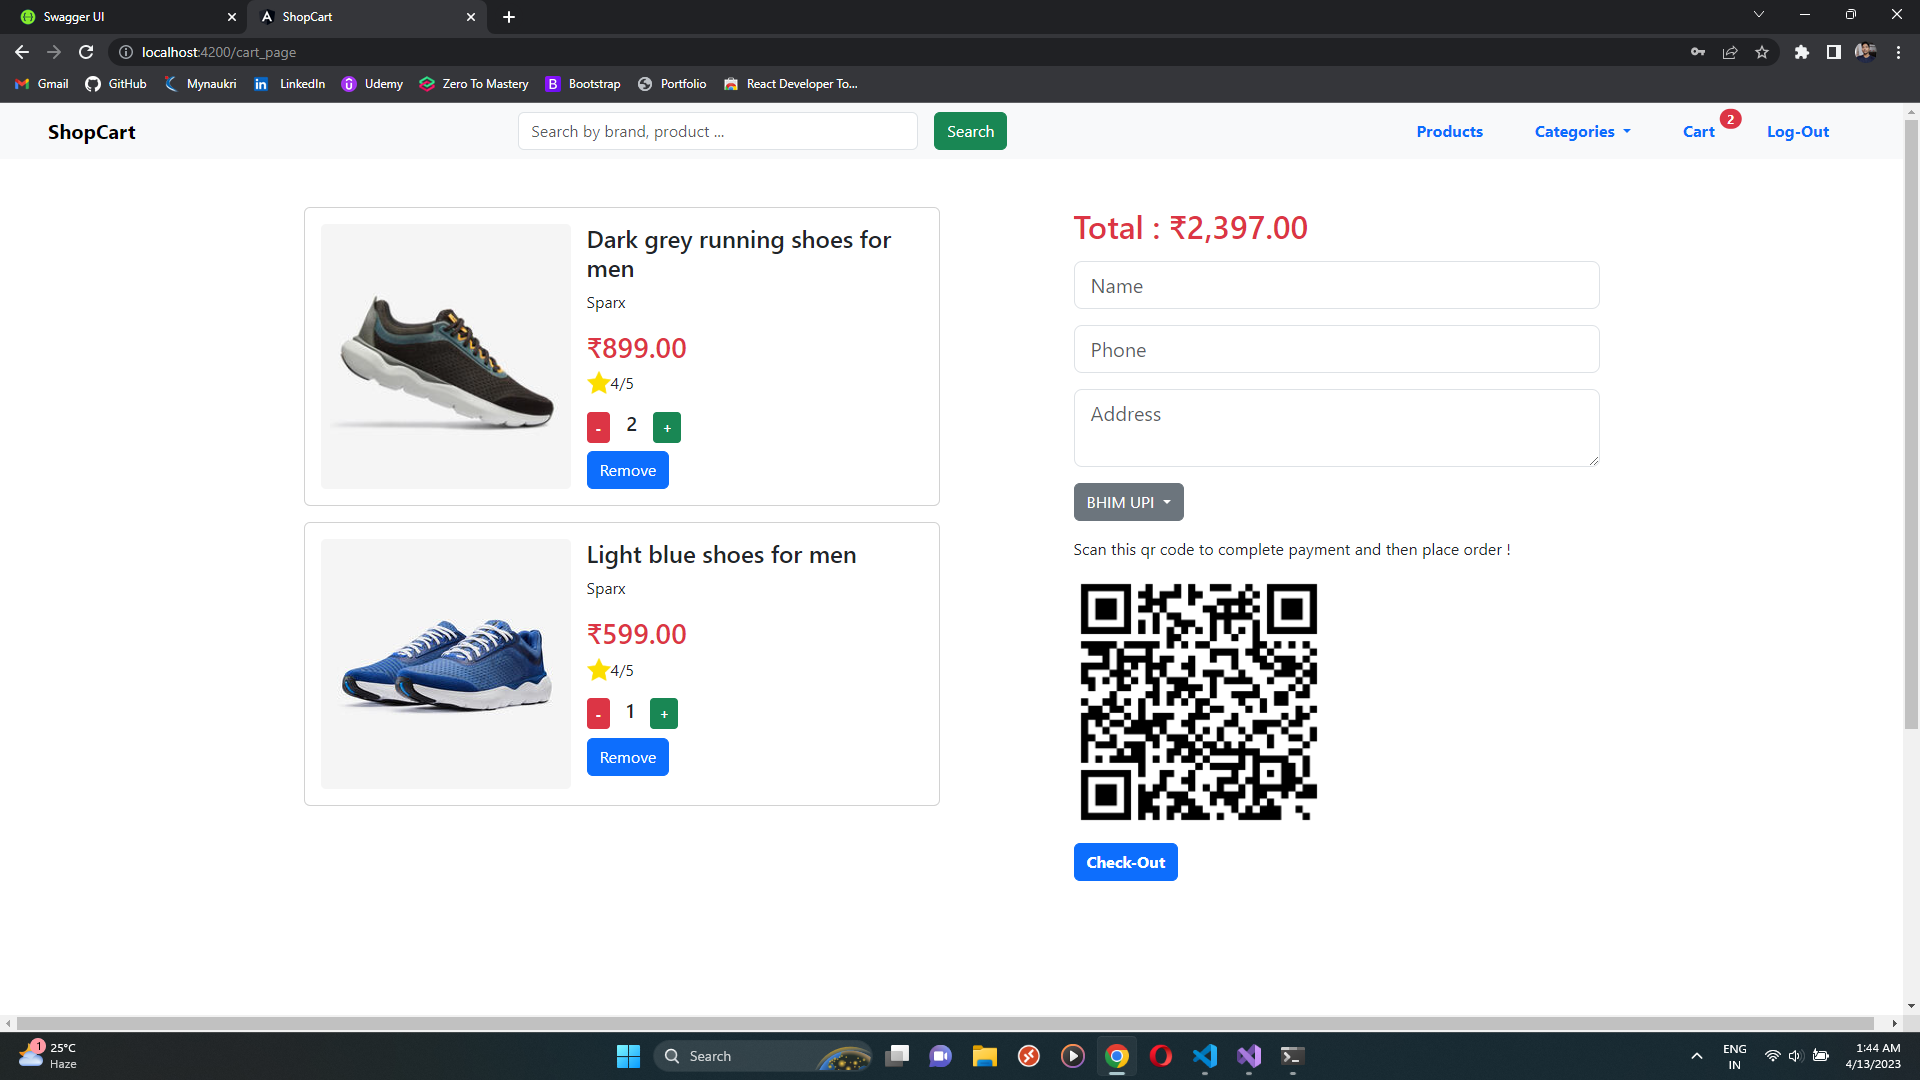 Swagger UI
ShopCart
localhost:4200/cart_page
Gmail
GitHub
Mynaukri
LinkedIn
Udemy
Zero To Mastery
Bootstrap
Portfolio
React Developer To...
ShopCart
Search by brand, product ...
Search
Products
Categories
Cart
2
Log-Out
Dark grey running shoes for
men
Sparx
₹899.00
4/5
-
2
+
Remove
Light blue shoes for men
Sparx
₹599.00
4/5
-
1
+
Remove
Total : ₹2,397.00
Name
Phone
Address
BHIM UPI
Scan this qr code to complete payment and then place order !
Check-Out
1
25°C
Haze
Search
ENG
IN
1:44 AM
4/13/2023